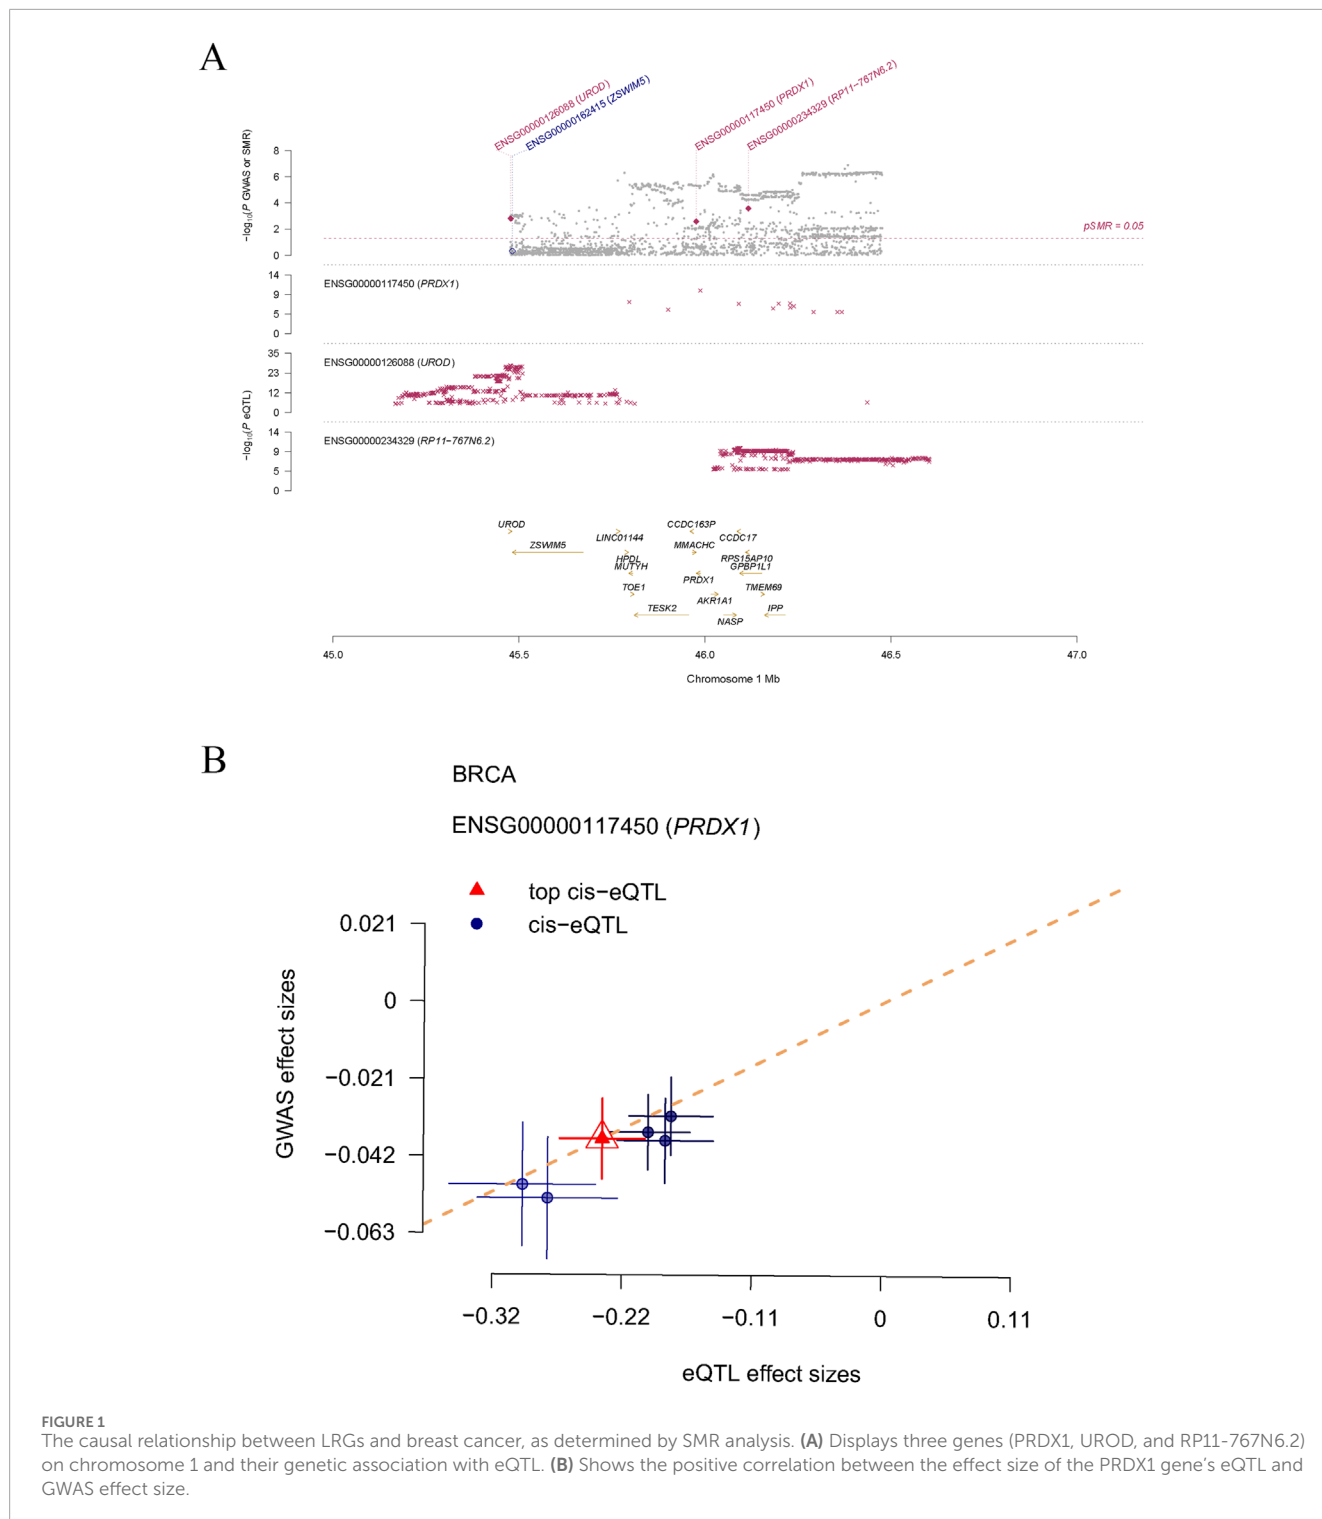 A
ENSG00000126088 (UROD)
ENSG00000162415 (ZSWIM5)
ENSG00000117450 (PRDX1)
ENSG00000234329 (RP11−767N6.2)
−log10(P GWAS or SMR)
8
6
4
2
0
pSMR = 0.05
14
9
5
0
ENSG00000117450 (PRDX1)
−log10(P eQTL)
35
23
12
0
ENSG00000126088 (UROD)
14
9
5
0
ENSG00000234329 (RP11−767N6.2)
UROD
LINC01144
CCDC163P
CCDC17
ZSWIM5
HPDL
MMACHC
RPS15AP10
MUTYH
PRDX1
GPBP1L1
TOE1
AKR1A1
TMEM69
TESK2
NASP
IPP
45.0
45.5
46.0
46.5
47.0
Chromosome 1 Mb
B
BRCA
ENSG00000117450 (PRDX1)
top cis−eQTL
cis−eQTL
GWAS effect sizes
0.021
0
−0.021
−0.042
−0.063
−0.32
−0.22
−0.11
0
0.11
eQTL effect sizes
FIGURE 1
The causal relationship between LRGs and breast cancer, as determined by SMR analysis. (A) Displays three genes (PRDX1, UROD, and RP11-767N6.2)
on chromosome 1 and their genetic association with eQTL. (B) Shows the positive correlation between the effect size of the PRDX1 gene's eQTL and
GWAS effect size.